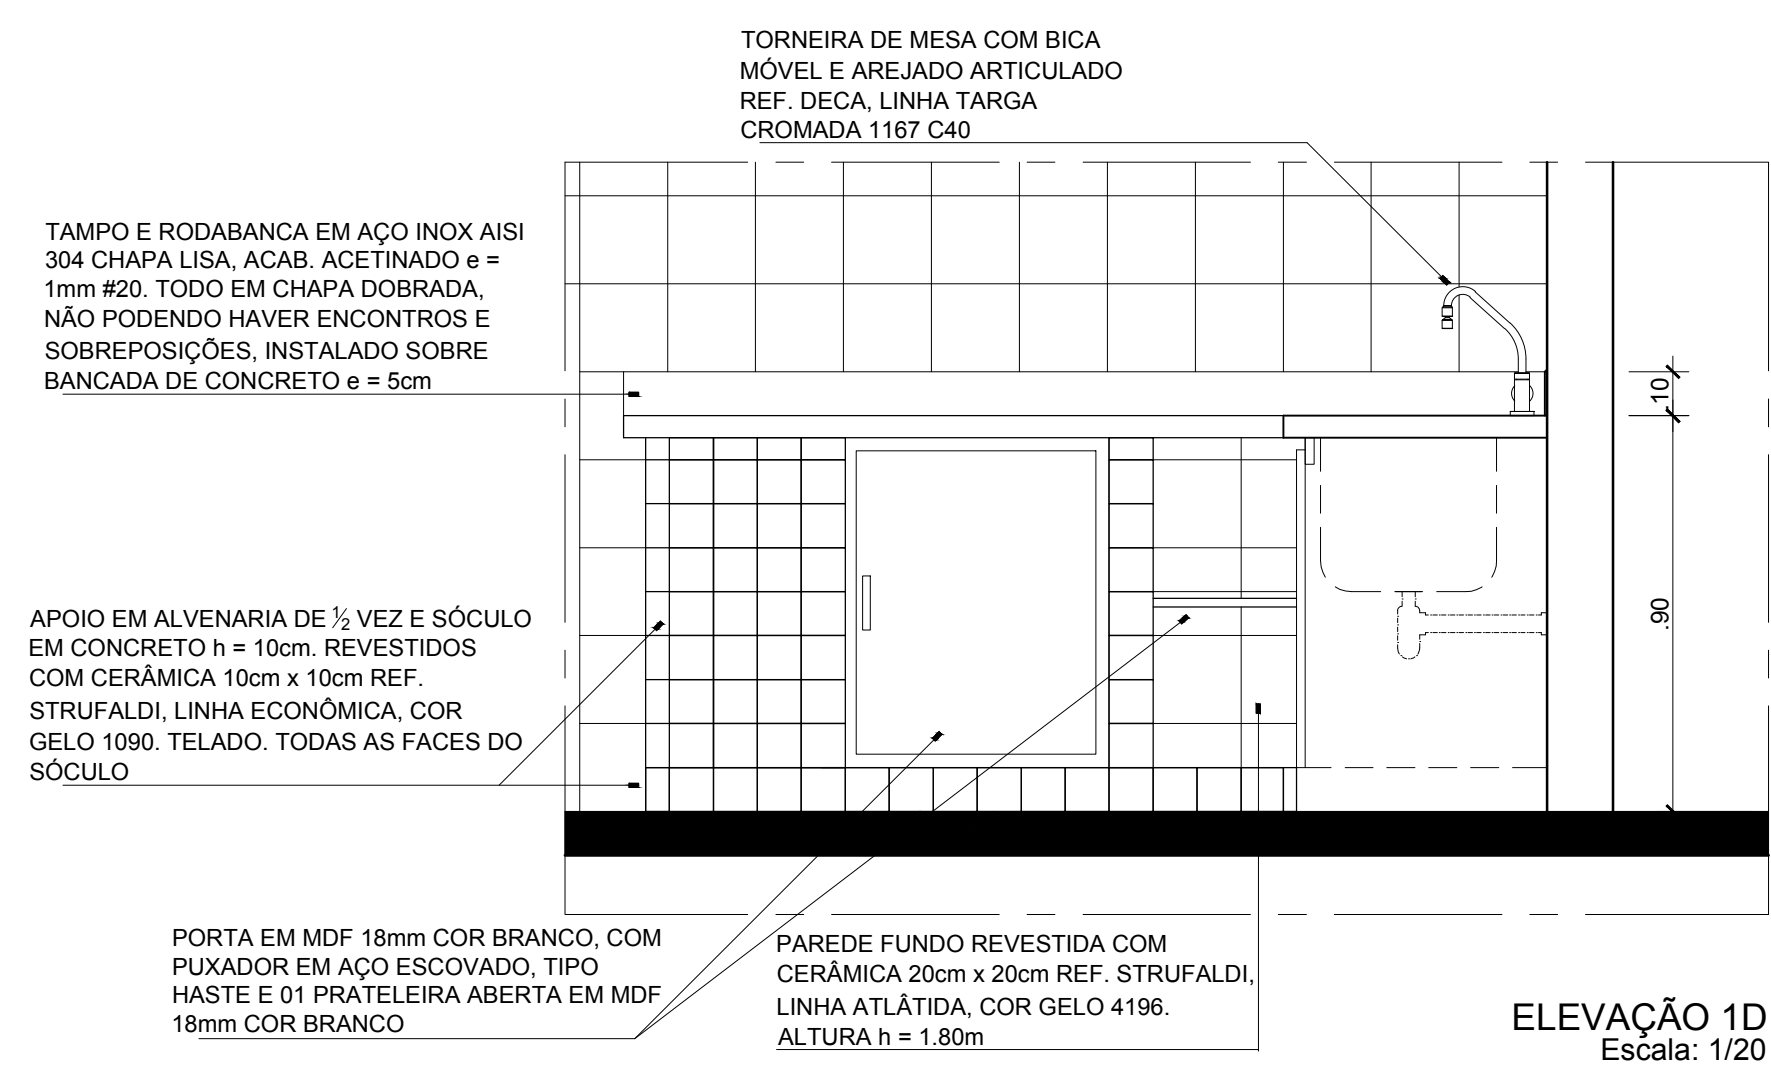 TORNEIRA DE MESA COM BICA
MÓVEL E AREJADO ARTICULADO
REF. DECA, LINHA TARGA
CROMADA 1167 C40
TAMPO E RODABANCA EM AÇO INOX AISI
304 CHAPA LISA, ACAB. ACETINADO e =
1mm #20. TODO EM CHAPA DOBRADA,
NÃO PODENDO HAVER ENCONTROS E
SOBREPOSIÇÕES, INSTALADO SOBRE
BANCADA DE CONCRETO e = 5cm
.10
.90
APOIO EM ALVENARIA DE ½ VEZ E SÓCULO
EM CONCRETO h = 10cm. REVESTIDOS
COM CERÂMICA 10cm x 10cm REF.
STRUFALDI, LINHA ECONÔMICA, COR
GELO 1090. TELADO. TODAS AS FACES DO
SÓCULO
PORTA EM MDF 18mm COR BRANCO, COM
PUXADOR EM AÇO ESCOVADO, TIPO
HASTE E 01 PRATELEIRA ABERTA EM MDF
18mm COR BRANCO
PAREDE FUNDO REVESTIDA COM
CERÂMICA 20cm x 20cm REF. STRUFALDI,
LINHA ATLÂTIDA, COR GELO 4196.
ALTURA h = 1.80m
ELEVAÇÃO 1D
Escala: 1/20